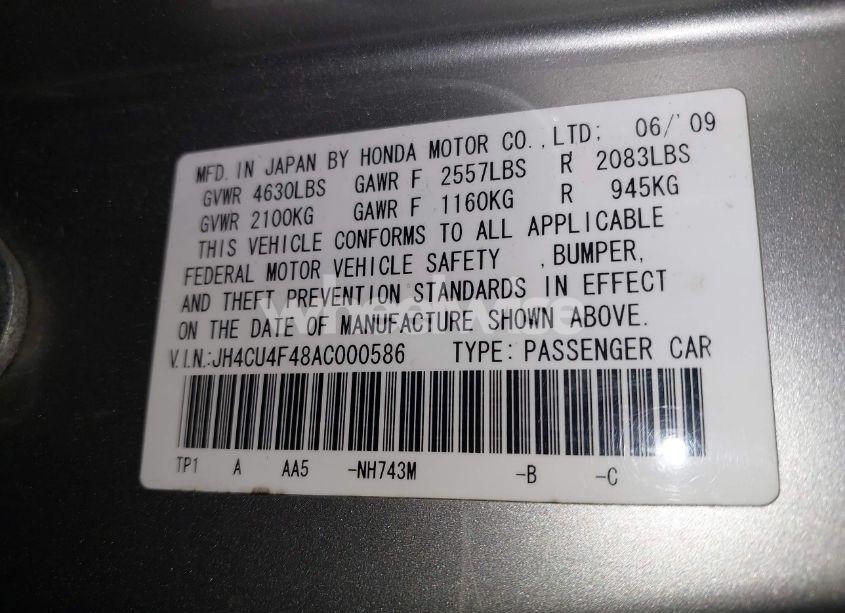 MFD. IN JAPAN BY HONDA MOTOR CO.,LTD; 06/'09
GVWR 4630LBS GAWR F 2557LBS R 2083LBS
GVWR 2100KG GAWR F 1160KG R 945KG
THIS VEHICLE CONFORMS TO ALL APPLICABLE
FEDERAL MOTOR VEHICLE SAFETY ,BUMPER,
AND THEFT PREVENTION STANDARDS IN EFFECT
ON THE DATE OF MANUFACTURE SHOWN ABOVE.
V.I.N.:JH4CU4F48AC000586 TYPE: PASSENGER CAR
TP1 A AA5 -NH743M -B -C